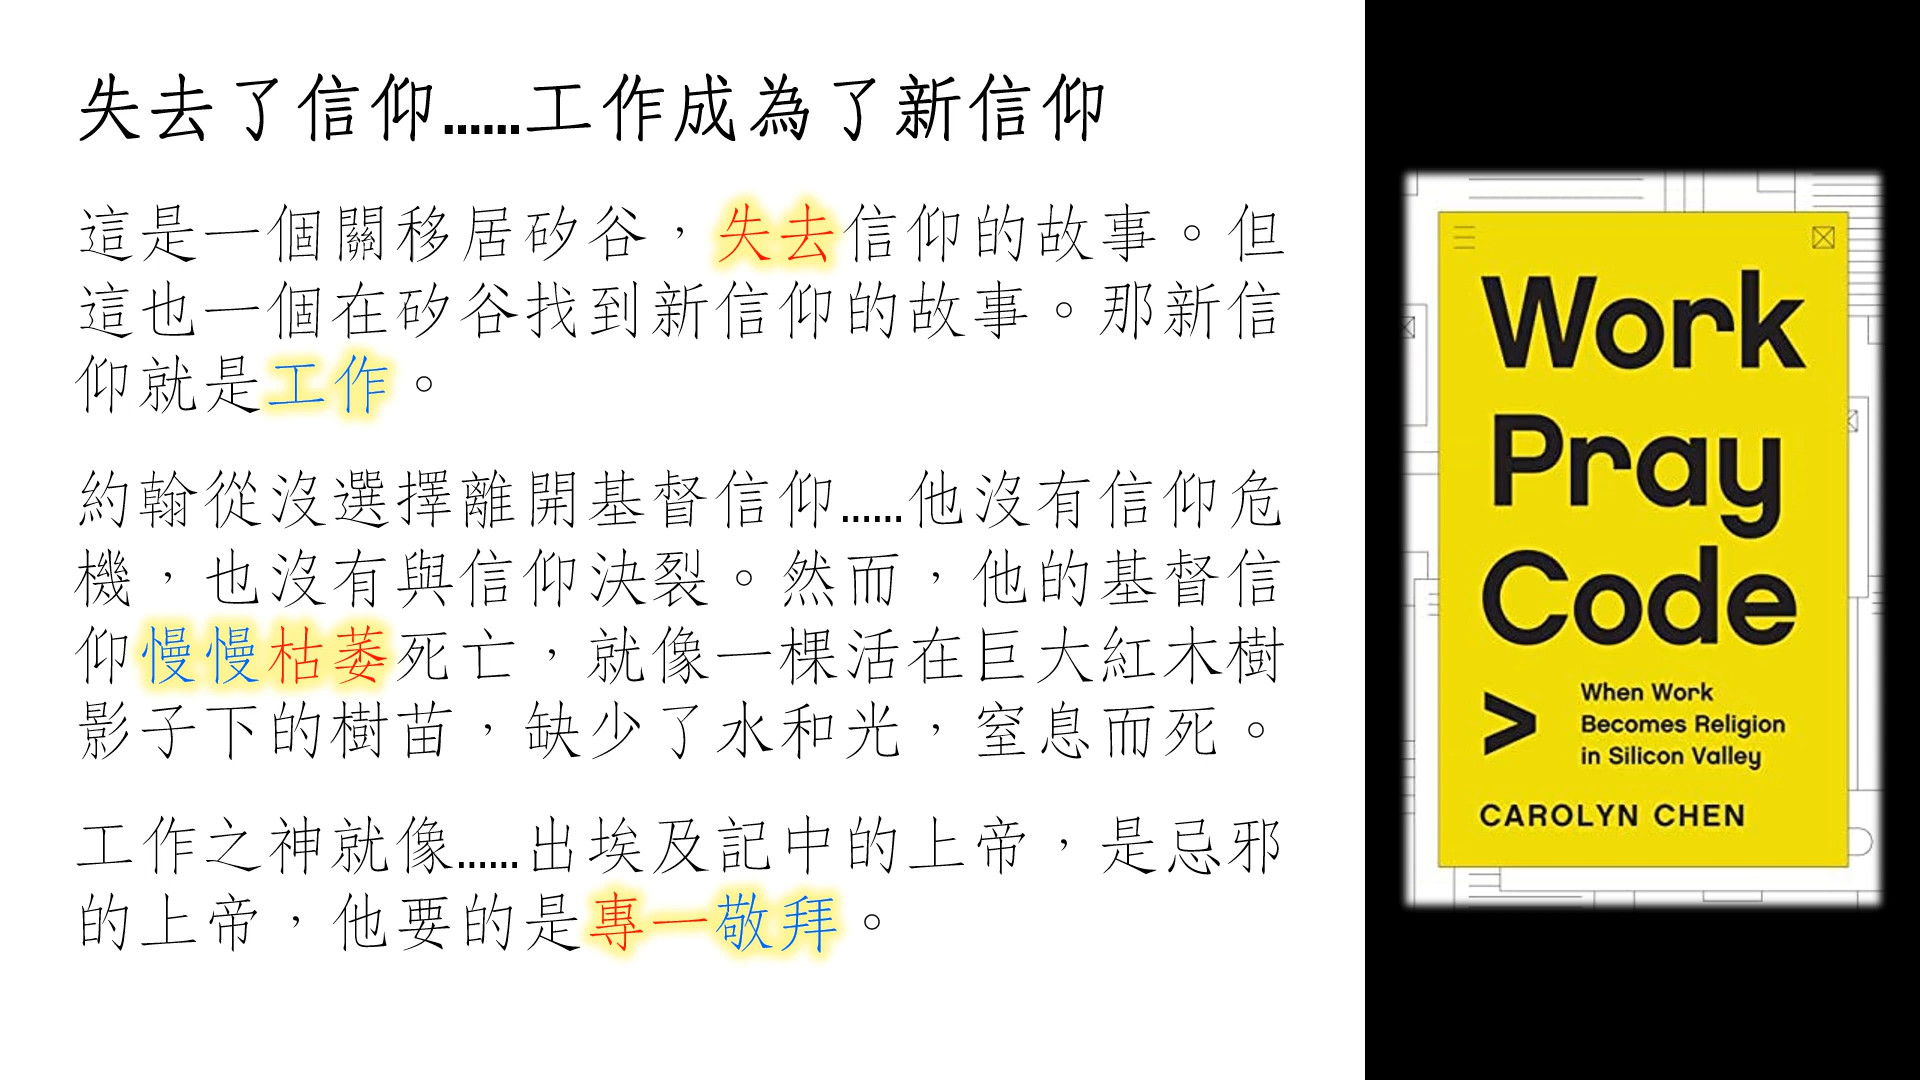 失去了信仰......工作成為了新信仰
這是一個關移居矽谷，失去信仰的故事。但
這也一個在矽谷找到新信仰的故事。那新信
仰就是工作。
約翰從沒選擇離開基督信仰......他沒有信仰危
機，也沒有與信仰決裂。然而，他的基督信
仰慢慢枯萎死亡，就像一棵活在巨大紅木樹
影子下的樹苗，缺少了水和光，窒息而死。
工作之神就像......出埃及記中的上帝，是忌邪
的上帝，他要的是專一敬拜。
Work
Pray
Code
>
When Work
Becomes Religion
in Silicon Valley
CAROLYN CHEN